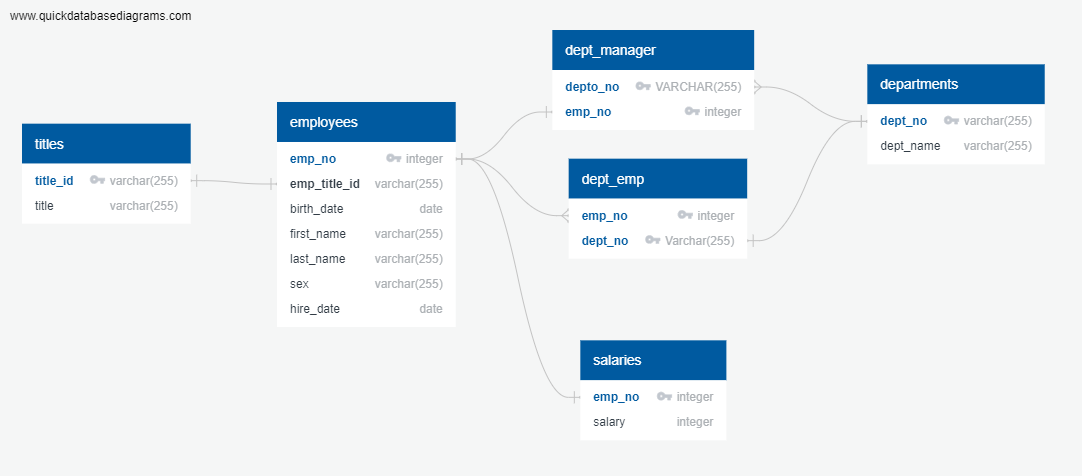 www.quickdatabasediagrams.com
titles
title_id varchar(255)
title varchar(255)
employees
emp_no integer
emp_title_id varchar(255)
birth_date date
first_name varchar(255)
last_name varchar(255)
sex varchar(255)
hire_date date
dept_manager
depto_no VARCHAR(255)
emp_no integer
dept_emp
emp_no integer
dept_no Varchar(255)
salaries
emp_no integer
salary integer
departments
dept_no varchar(255)
dept_name varchar(255)